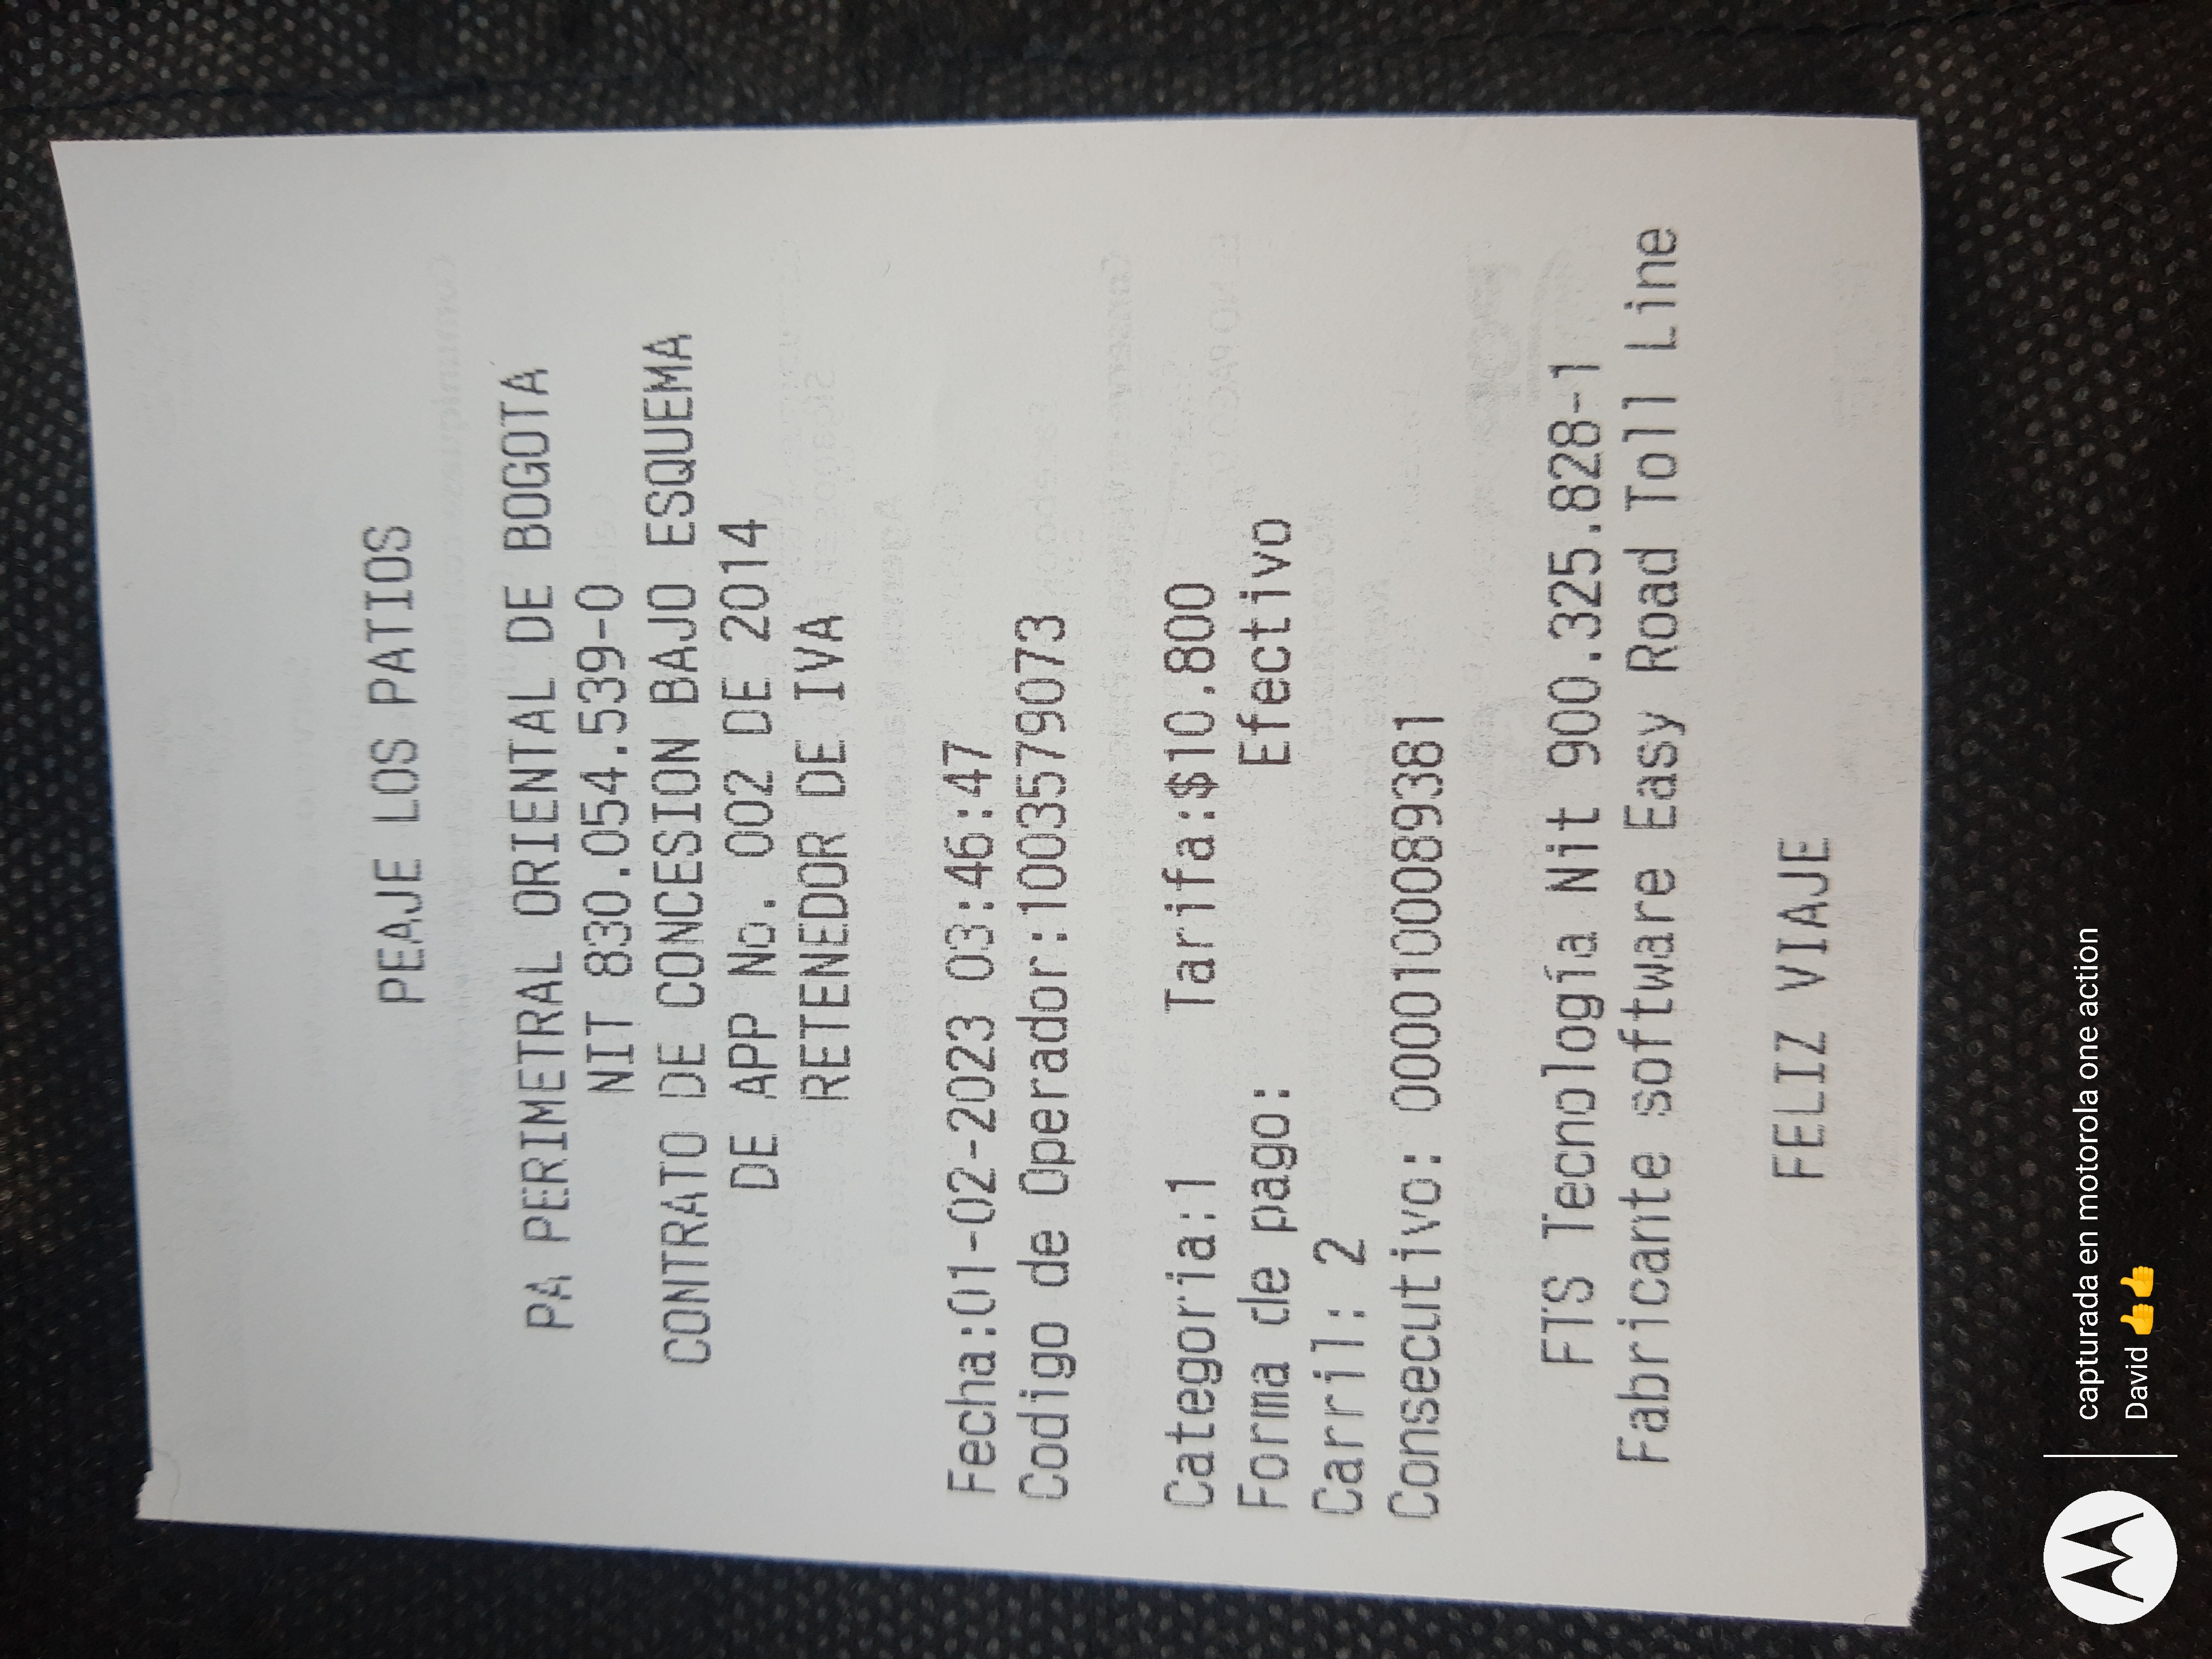 PEAJE LOS PATIOS
PA PERIMETRAL ORIENTAL DE BOGOTA
NIT 830.054.539-0
CONTRATO DE CONCESION BAJO ESQUEMA
DE APP No. 002 DE 2014
RETENEDOR DE IVA
Fecha:01-02-2023 03:46:47
Codigo de Operador:1003579073
Categoria:1 Tarifa:$10.800
Forma de pago: Efectivo
Carril: 2
Consecutivo: 00001000089381
FTS Tecnología Nit 900.325.828-1
Fabricante software Easy Road Toll Line
FELIZ VIAJE
capturada en motorola one action
David 👍👍